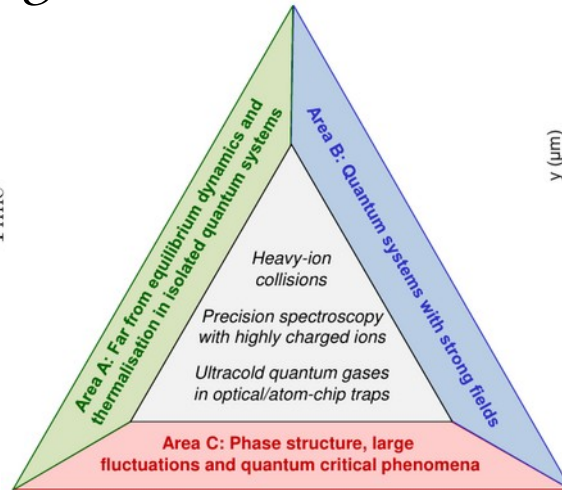 g
Area A: Far from equilibrium dynamics and
thermalisation in isolated quantum systems
Area B: Quantum systems with strong fields
y (μm)
Heavy-ion
collisions
Precision spectroscopy
with highly charged ions
Ultracold quantum gases
in optical/atom-chip traps
Area C: Phase structure, large
fluctuations and quantum critical phenomena